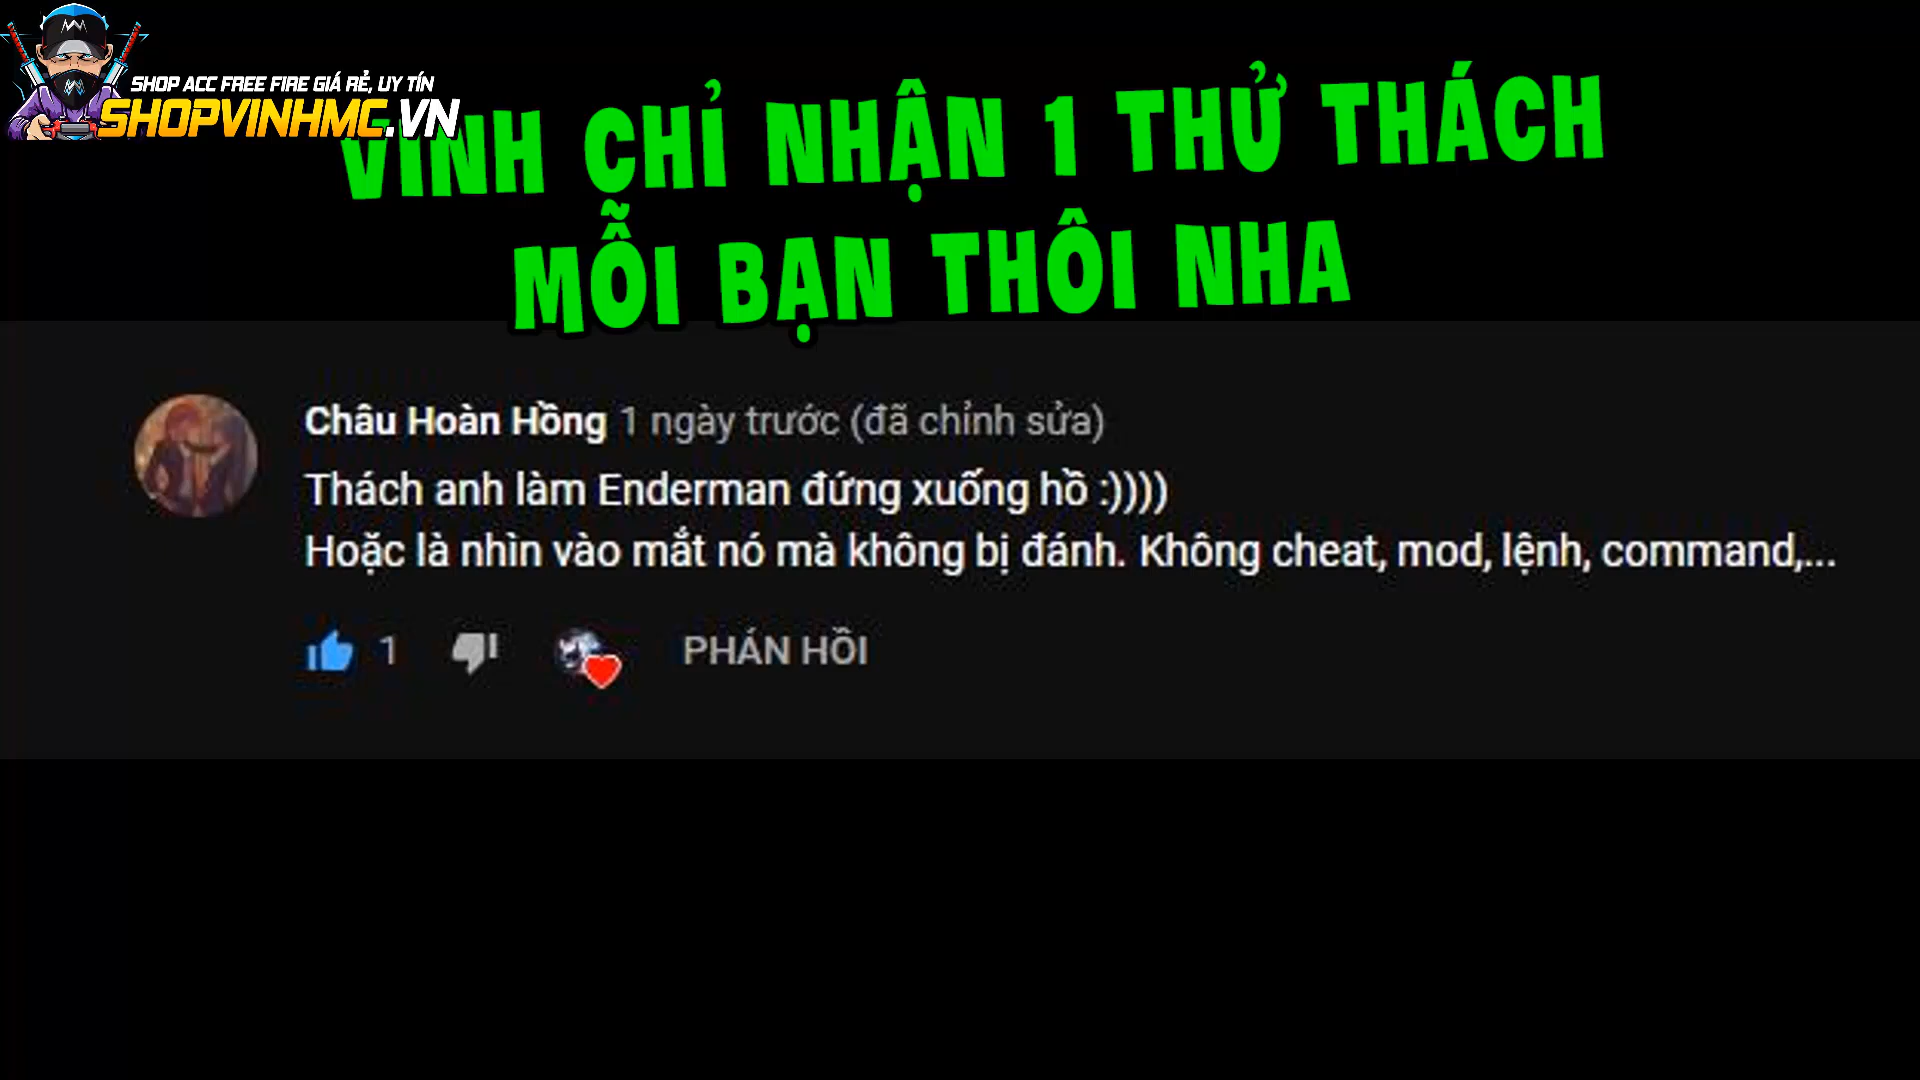 SHOP ACC FREE FIRE GIÁ RẺ, UY TÍN
SHOPVINHMC.VN
VINH CHỈ NHẬN 1 THỬ THÁCH
MỖI BẠN THÔI NHA
Châu Hoàn Hồng 1 ngày trước (đã chỉnh sửa)
Thách anh làm Enderman đứng xuống hồ :))))
Hoặc là nhìn vào mắt nó mà không bị đánh. Không cheat, mod, lệnh, command,...
1 PHẢN HỒI